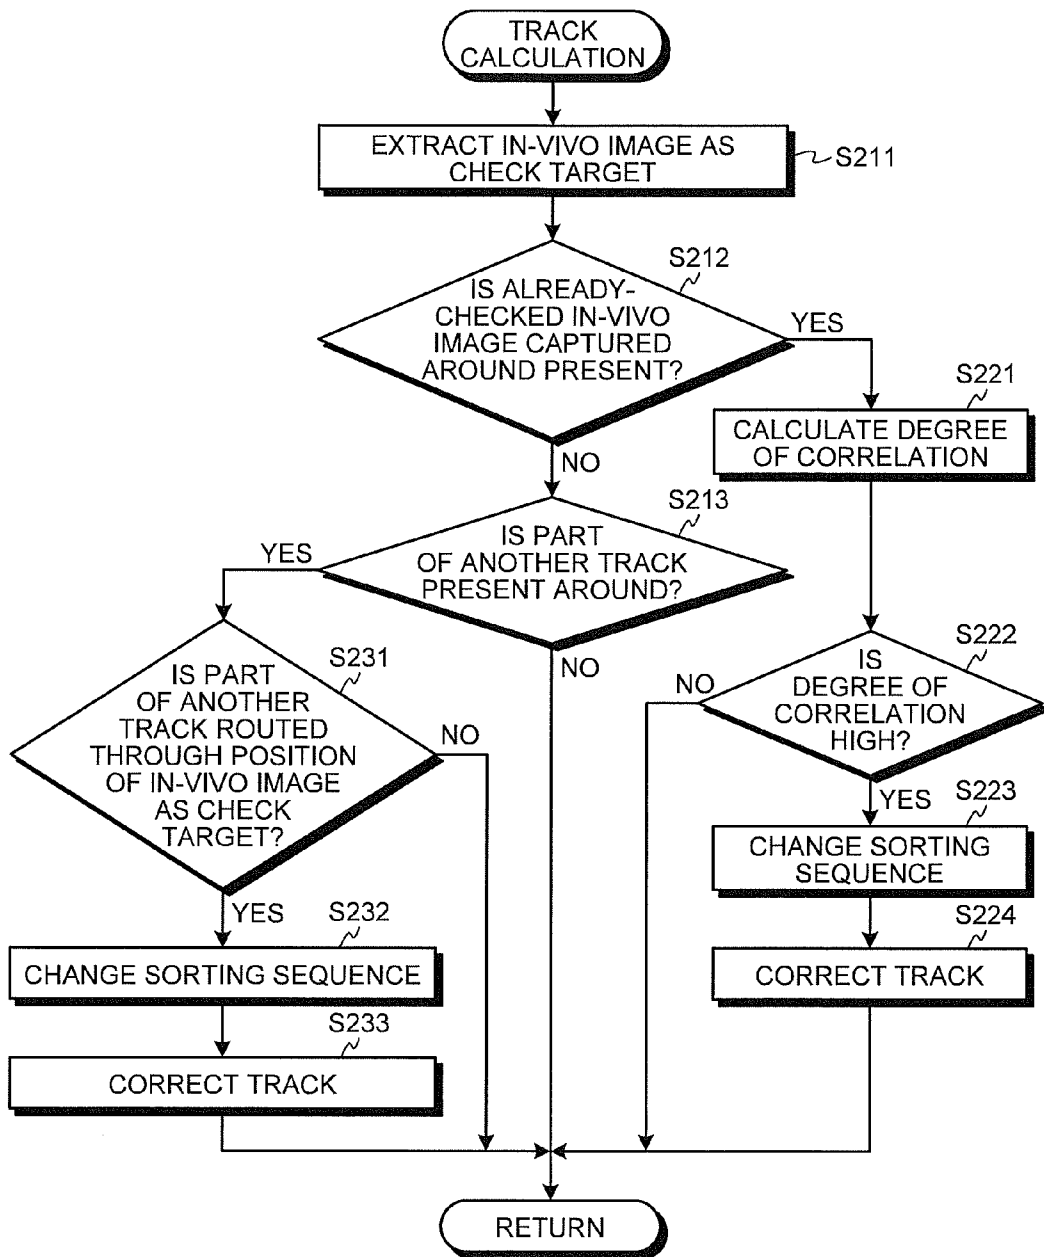 TRACK
CALCULATION
EXTRACT IN-VIVO IMAGE AS
CHECK TARGET
S211
S212
IS ALREADY-
CHECKED IN-VIVO
IMAGE CAPTURED
AROUND PRESENT?
YES
NO
S221
CALCULATE DEGREE
OF CORRELATION
S213
IS PART
OF ANOTHER TRACK
PRESENT AROUND?
YES
NO
S222
IS
DEGREE OF
CORRELATION
HIGH?
NO
YES
S231
IS PART
OF ANOTHER
TRACK ROUTED
THROUGH POSITION
OF IN-VIVO IMAGE
AS CHECK
TARGET?
NO
YES
S223
CHANGE SORTING
SEQUENCE
S232
CHANGE SORTING SEQUENCE
S224
CORRECT TRACK
S233
CORRECT TRACK
RETURN